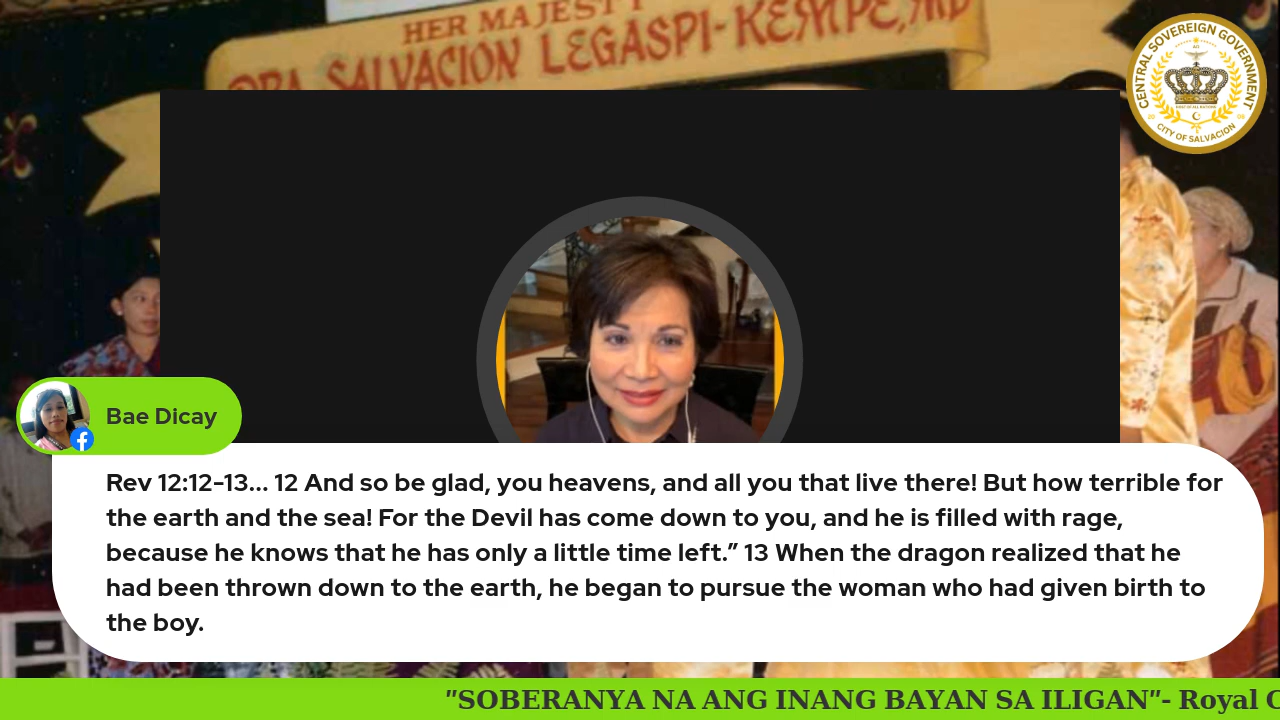 HER MAJESTY
DRA. SALVACION LEGASPI-KEMPE, MD
CENTRAL SOVEREIGN GOVERNMENT
CITY OF SALVACION
Bae Dicay
Rev 12:12-13... 12 And so be glad, you heavens, and all you that live there! But how terrible for
the earth and the sea! For the Devil has come down to you, and he is filled with rage,
because he knows that he has only a little time left.” 13 When the dragon realized that he
had been thrown down to the earth, he began to pursue the woman who had given birth to
the boy.
"SOBERANYA NA ANG INANG BAYAN SA ILIGAN"- Royal